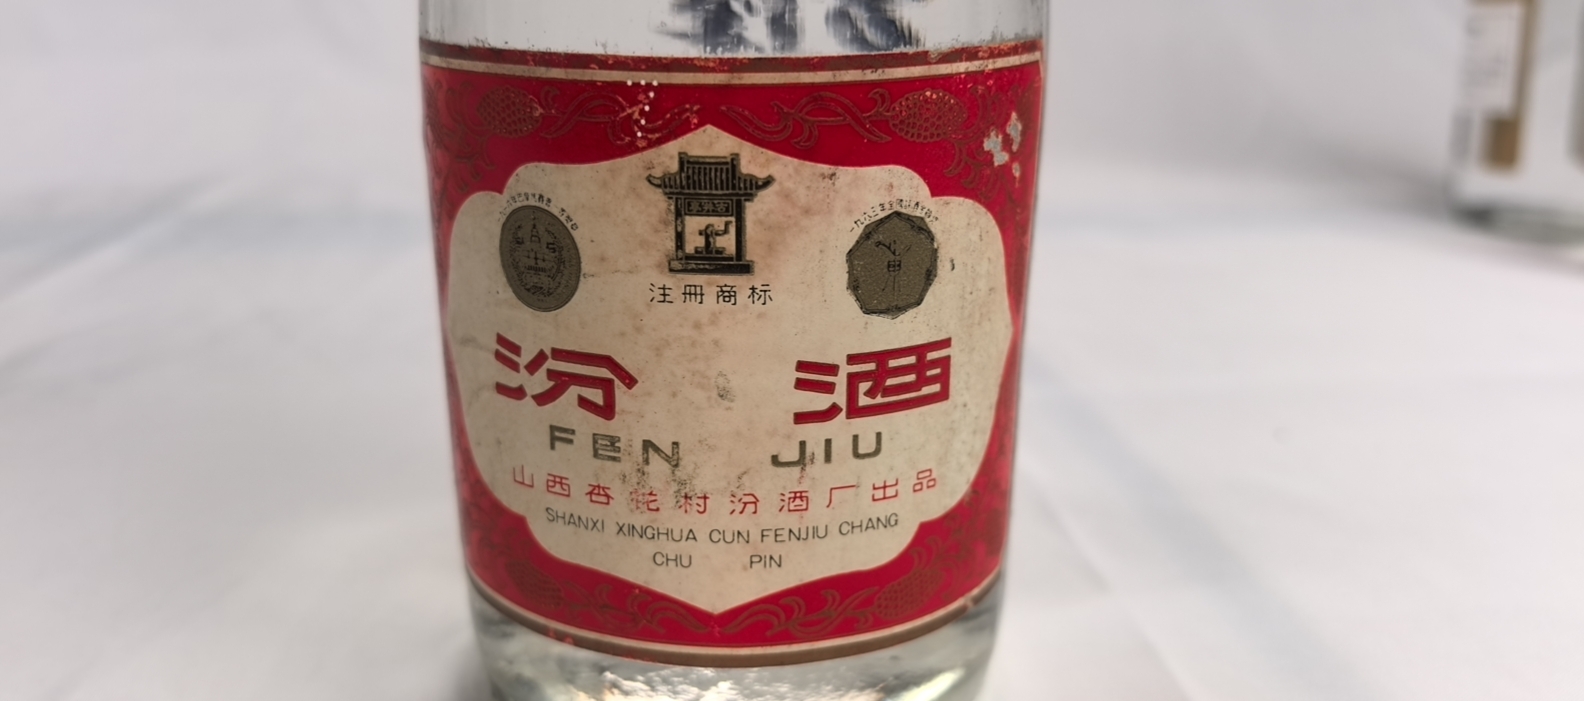 注册商标
汾酒
FEN JIU
山西杏花村汾酒厂出品
SHANXI XINGHUA CUN FENJIU CHANG
CHU PIN